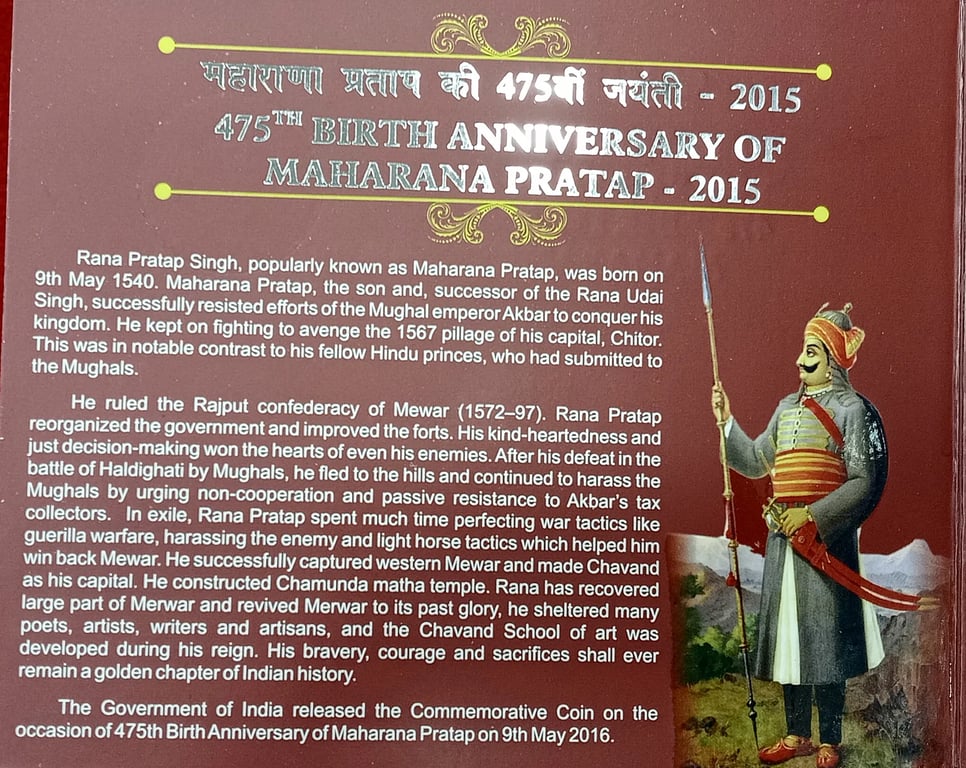 महाराणा प्रताप की 475वीं जयंती - 2015
475TH BIRTH ANNIVERSARY OF
MAHARANA PRATAP - 2015
Rana Pratap Singh, popularly known as Maharana Pratap, was born on
9th May 1540. Maharana Pratap, the son and, successor of the Rana Udai
Singh, successfully resisted efforts of the Mughal emperor Akbar to conquer his
kingdom. He kept on fighting to avenge the 1567 pillage of his capital, Chitor.
This was in notable contrast to his fellow Hindu princes, who had submitted to
the Mughals.
He ruled the Rajput confederacy of Mewar (1572–97). Rana Pratap
reorganized the government and improved the forts. His kind-heartedness and
just decision-making won the hearts of even his enemies. After his defeat in the
battle of Haldighati by Mughals, he fled to the hills and continued to harass the
Mughals by urging non-cooperation and passive resistance to Akbar's tax
collectors. In exile, Rana Pratap spent much time perfecting war tactics like
guerilla warfare, harassing the enemy and light horse tactics which helped him
win back Mewar. He successfully captured western Mewar and made Chavand
as his capital. He constructed Chamunda matha temple. Rana has recovered
large part of Merwar and revived Merwar to its past glory, he sheltered many
poets, artists, writers and artisans, and the Chavand School of art was
developed during his reign. His bravery, courage and sacrifices shall ever
remain a golden chapter of Indian history.
The Government of India released the Commemorative Coin on the
occasion of 475th Birth Anniversary of Maharana Pratap on 9th May 2016.